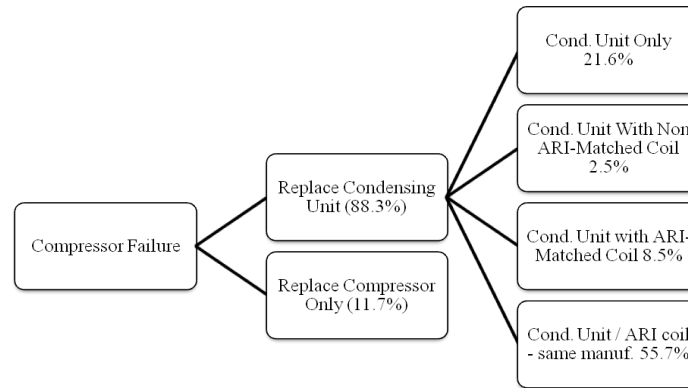 Compressor Failure
Replace Condensing
Unit (88.3%)
Replace Compressor
Only (11.7%)
Cond. Unit Only
21.6%
Cond. Unit With Non
ARI-Matched Coil
2.5%
Cond. Unit with ARI-
Matched Coil 8.5%
Cond. Unit / ARI coil
- same manuf. 55.7%